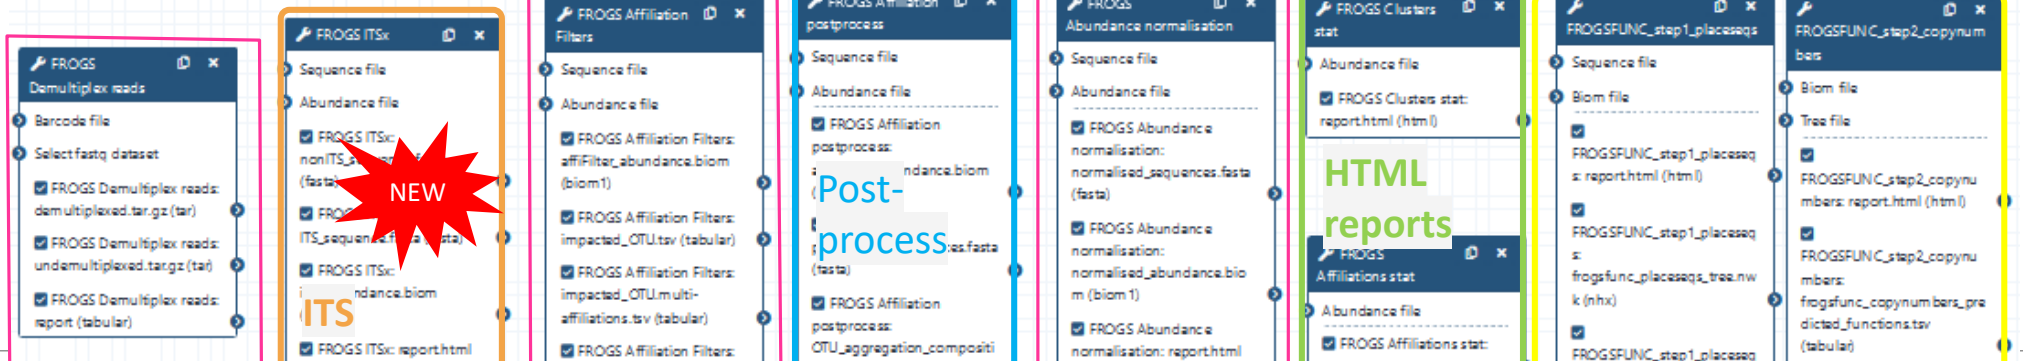 FROGS
Demultiplex reads
Barcode file
Select fastq dataset
FROGS Demultiplex reads:
demultiplexed.tar.gz (tar)
FROGS Demultiplex reads:
undemultiplexed.tar.gz (tar)
FROGS Demultiplex reads:
report (tabular)
FROGS ITSx
Sequence file
Abundance file
FROGS ITSx:
(fasta)
NEW
ITS
FROGS ITSx:
FROGS ITSx: report.html
FROGS Affiliation
Filters
Sequence file
Abundance file
FROGS Affiliation Filters:
affiFilter_abundance.biom
(biom1)
FROGS Affiliation Filters:
impacted_OTU.tsv (tabular)
FROGS Affiliation Filters:
impacted_OTU.multi-
affiliations.tsv (tabular)
FROGS Affiliation Filters:
FROGS Affiliation
postprocess
Sequence file
Abundance file
FROGS Affiliation
postprocess:
Post-
process
(fasta)
FROGS Affiliation
postprocess:
OTU_aggregation_compositi
FROGS
Abundance normalisation
Sequence file
Abundance file
FROGS Abundance
normalisation:
normalised_sequences.fasta
(fasta)
FROGS Abundance
normalisation:
normalised_abundance.bio
m (biom1)
FROGS Abundance
normalisation: report.html
FROGS Clusters
stat
Abundance file
FROGS Clusters stat:
report.html (html)
HTML
reports
FROGS
Affiliations stat
Abundance file
FROGS Affiliations stat:
FROGSFUNC_step1_placeseqs
Sequence file
Biom file
FROGSFUNC_step1_placeseq
s: report.html (html)
FROGSFUNC_step1_placeseq
s:
frogsfunc_placeseqs_tree.nw
k (nhx)
FROGSFUNC_step1_placeseq
FROGSFUNC_step2_copynum
bers
Biom file
Tree file
FROGSFUNC_step2_copynu
mbers: report.html (html)
FROGSFUNC_step2_copynu
mbers:
frogsfunc_copynumbers_pre
dicted_functions.tsv
(tabular)